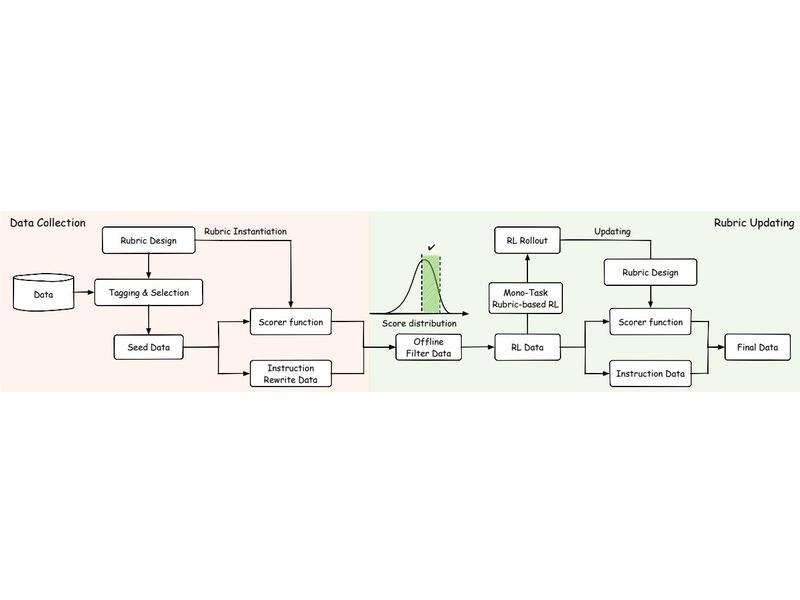 Data Collection
Rubric Design
Rubric Instantiation
Data
Tagging & Selection
Seed Data
Scorer function
Instruction
Rewrite Data
✓
Score distribution
Offline
Filter Data
Rubric Updating
RL Rollout
Updating
Rubric Design
Mono-Task
Rubric-based RL
RL Data
Scorer function
Instruction Data
Final Data